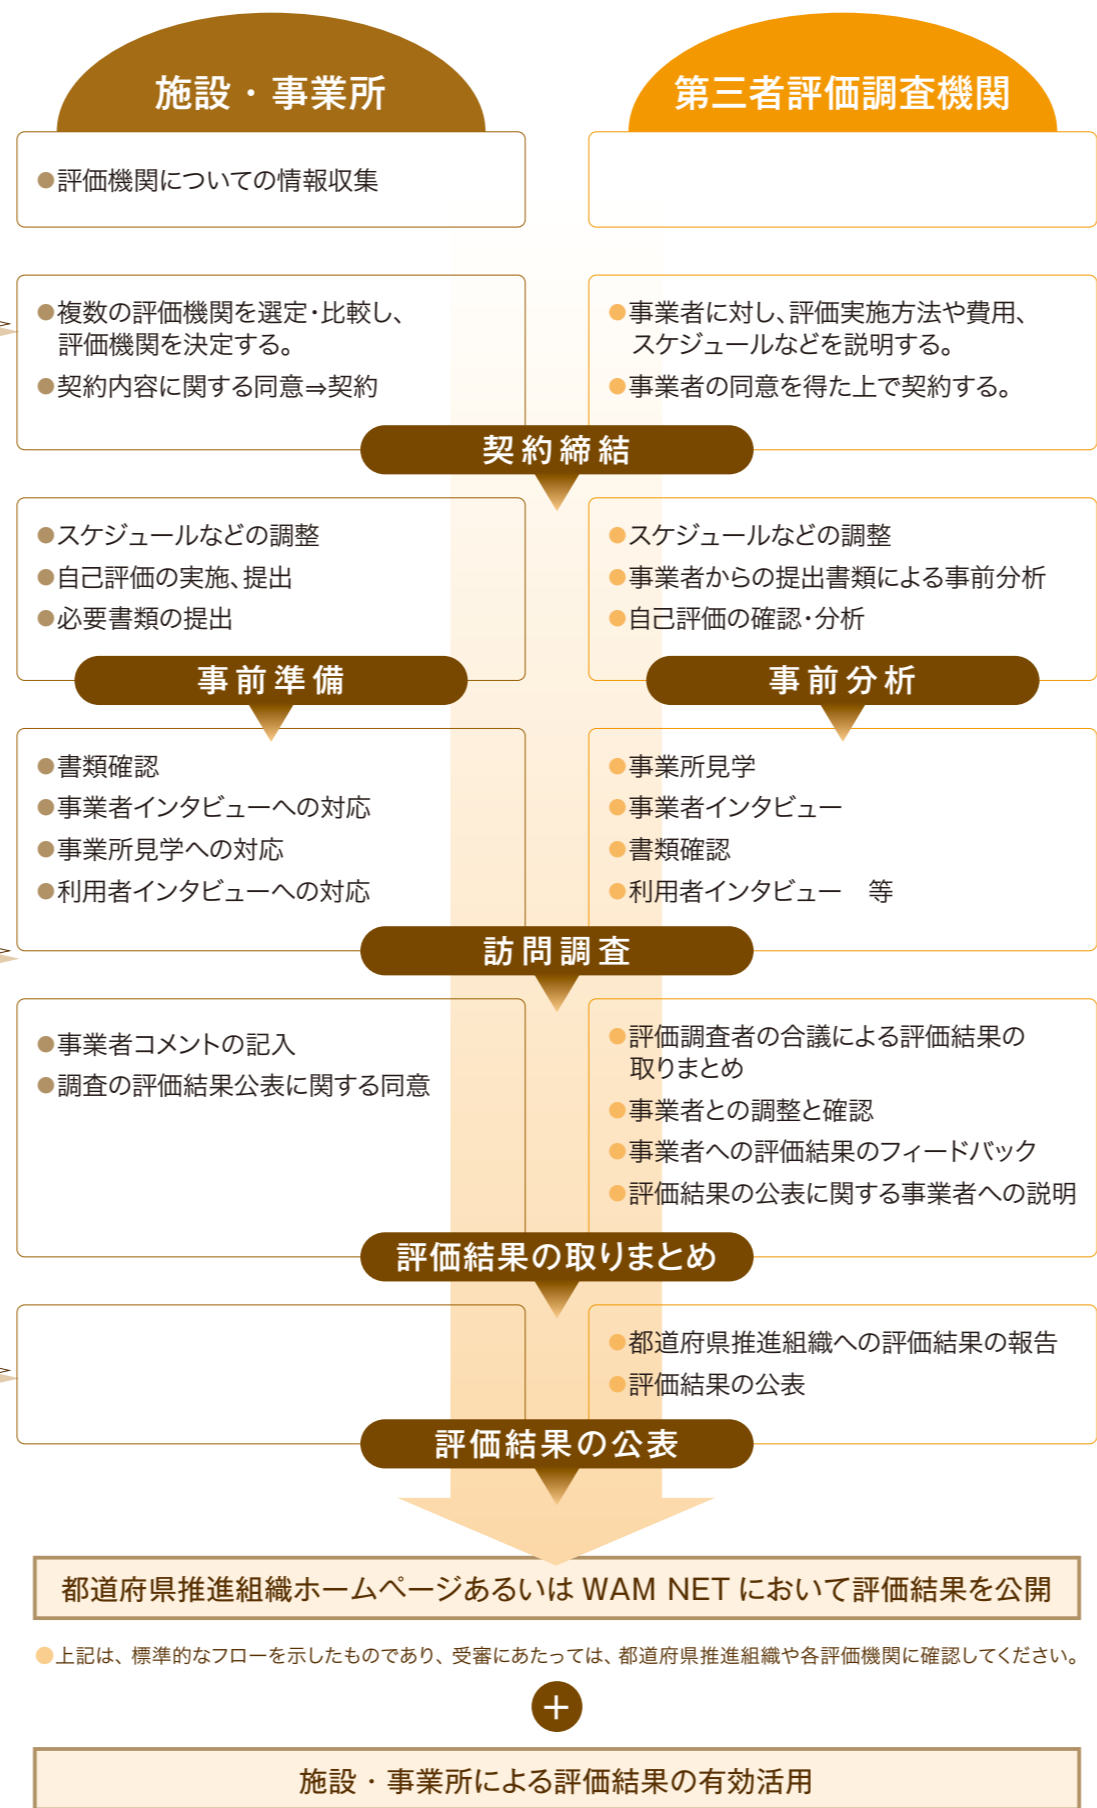 施設・事業所
第三者評価調査機関
●評価機関についての情報収集
●複数の評価機関を選定・比較し、
評価機関を決定する。
●契約内容に関する同意⇒契約
●事業者に対し、評価実施方法や費用、
スケジュールなどを説明する。
●事業者の同意を得た上で契約する。
契約締結
●スケジュールなどの調整
●自己評価の実施、提出
●必要書類の提出
●スケジュールなどの調整
●事業者からの提出書類による事前分析
●自己評価の確認・分析
事前準備
事前分析
●書類確認
●事業者インタビューへの対応
●事業所見学への対応
●利用者インタビューへの対応
●事業所見学
●事業者インタビュー
●書類確認
●利用者インタビュー　等
訪問調査
●事業者コメントの記入
●調査の評価結果公表に関する同意
●評価調査者の合議による評価結果の
取りまとめ
●事業者との調整と確認
●事業者への評価結果のフィードバック
●評価結果の公表に関する事業者への説明
評価結果の取りまとめ
●都道府県推進組織への評価結果の報告
●評価結果の公表
評価結果の公表
都道府県推進組織ホームページあるいは WAM NET において評価結果を公開
●上記は、標準的なフローを示したものであり、受審にあたっては、都道府県推進組織や各評価機関に確認してください。
+
施設・事業所による評価結果の有効活用